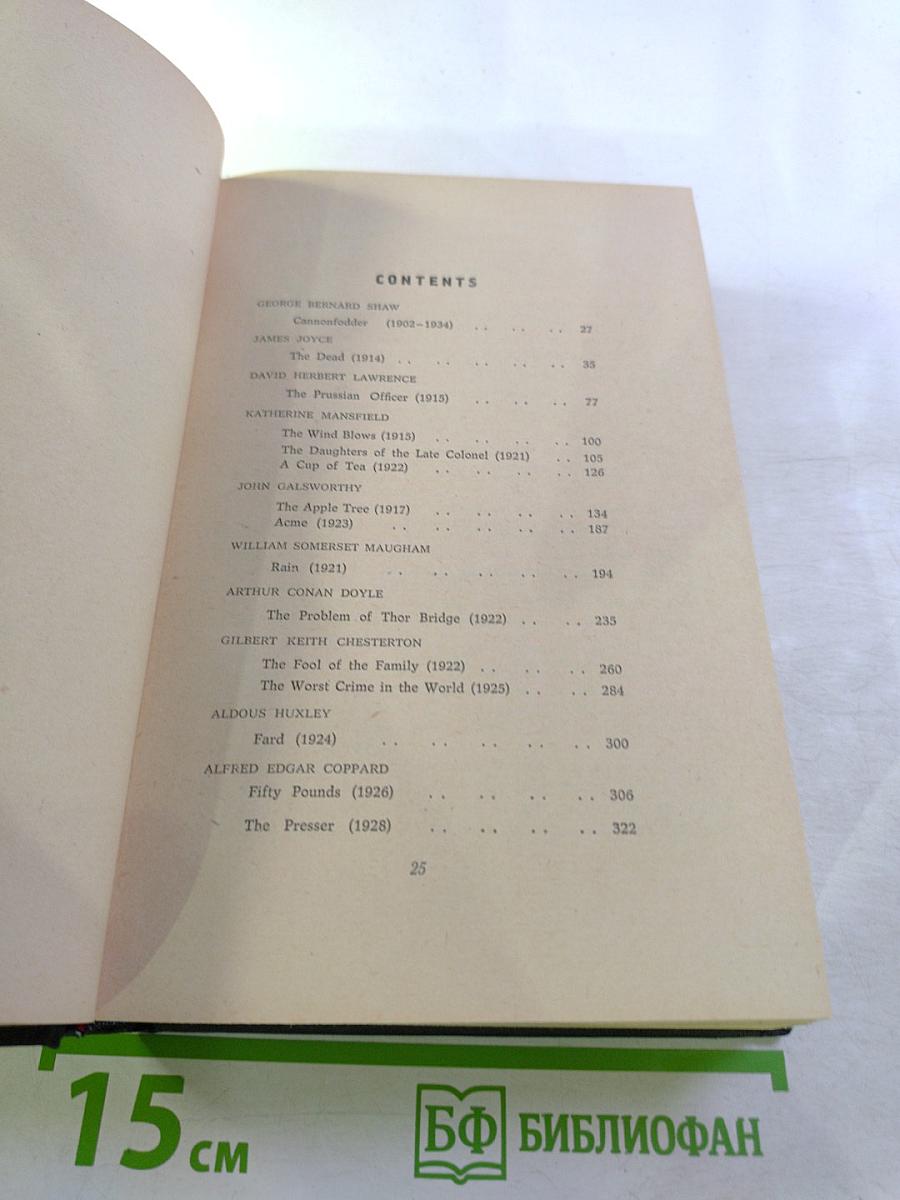 CONTENTS
GEORGE BERNARD SHAW
Cannonfodder (1902–1934) . . . . . . 27
JAMES JOYCE
The Dead (1914) . . . . . . . . . . 35
DAVID HERBERT LAWRENCE
The Prussian Officer (1915) . . . . . . 77
KATHERINE MANSFIELD
The Wind Blows (1915) . . . . . . . . 100
The Daughters of the Late Colonel (1921) . . 105
A Cup of Tea (1922) . . . . . . . . 126
JOHN GALSWORTHY
The Apple Tree (1917) . . . . . . . . 134
Acme (1923) . . . . . . . . . . 187
WILLIAM SOMERSET MAUGHAM
Rain (1921) . . . . . . . . . . 194
ARTHUR CONAN DOYLE
The Problem of Thor Bridge (1922) . . . . 235
GILBERT KEITH CHESTERTON
The Fool of the Family (1922) . . . . . . 260
The Worst Crime in the World (1925) . . . . 284
ALDOUS HUXLEY
Fard (1924) . . . . . . . . . . 300
ALFRED EDGAR COPPARD
Fifty Pounds (1926) . . . . . . . . 306
The Presser (1928) . . . . . . . . 322
25
15 см
БФ БИБЛИОФАН